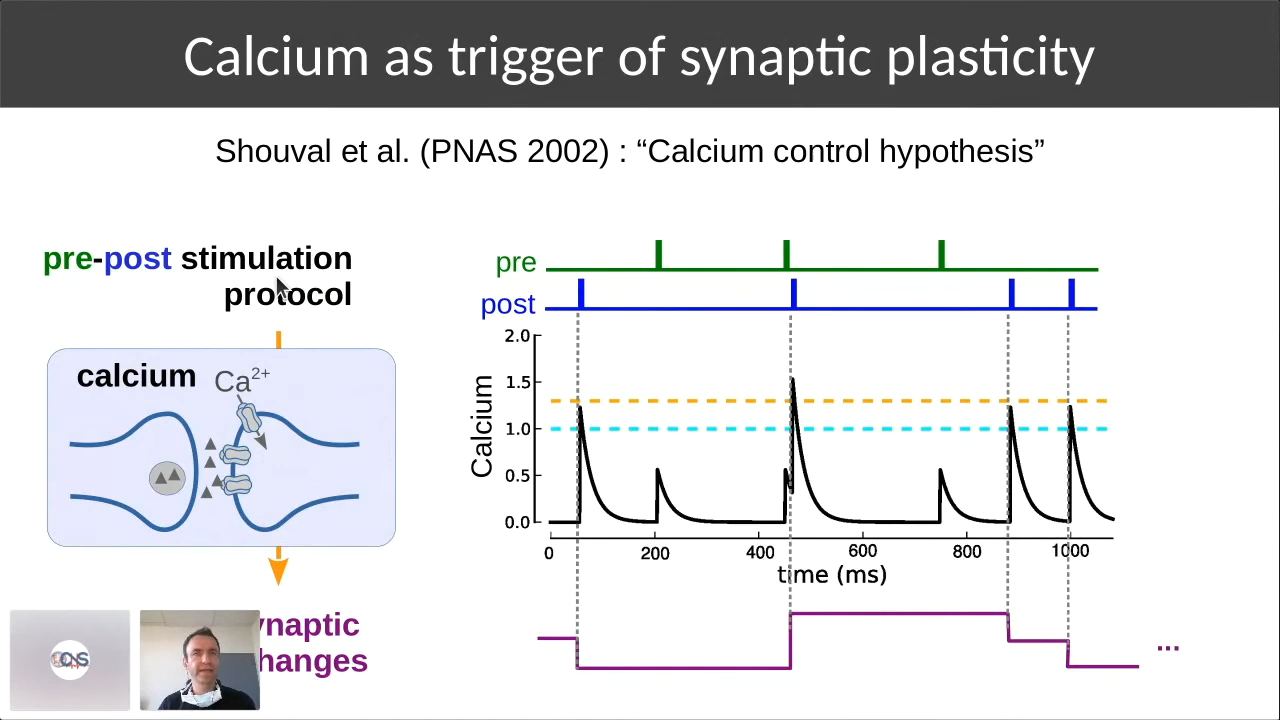 Calcium as trigger of synaptic plasticity
Shouval et al. (PNAS 2002) : “Calcium control hypothesis”
pre-post stimulation
protocol
calcium
Ca²⁺
ynaptic
hanges
pre
post
Calcium
2.0
1.5
1.0
0.5
0.0
0 200 400 600 800 1000
time (ms)
...